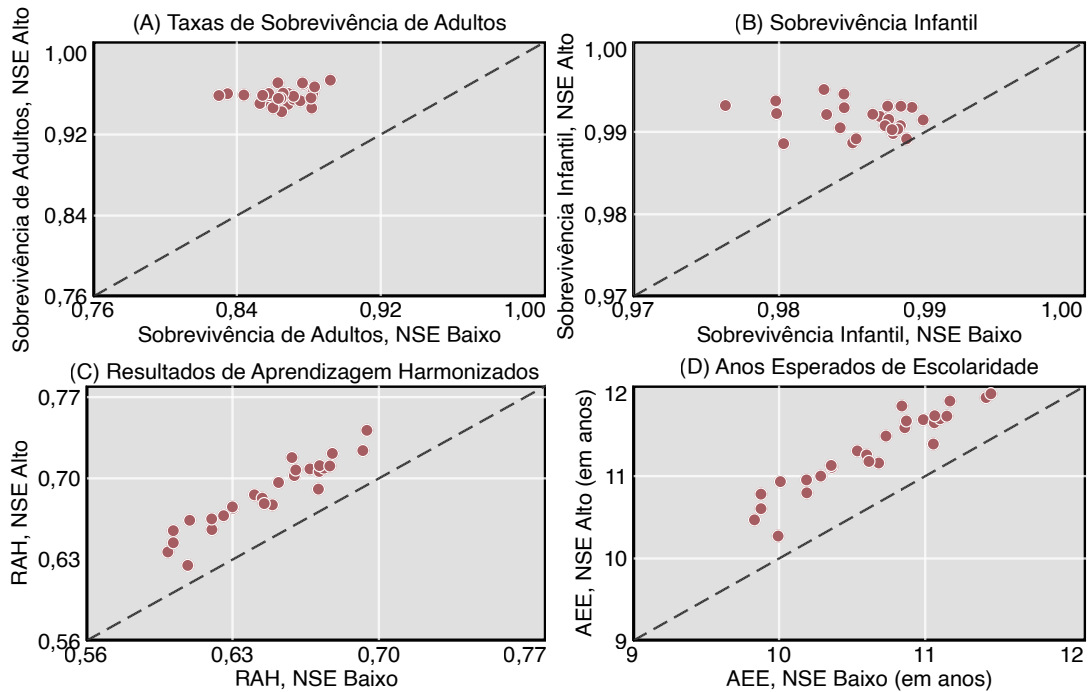 (A) Taxas de Sobrevivência de Adultos
Sobrevivência de Adultos, NSE Alto
1,00
0,92
0,84
0,76
0,76
0,84
0,92
1,00
Sobrevivência de Adultos, NSE Baixo
(B) Sobrevivência Infantil
Sobrevivência Infantil, NSE Alto
1,00
0,99
0,98
0,97
0,97
0,98
0,99
1,00
Sobrevivência Infantil, NSE Baixo
(C) Resultados de Aprendizagem Harmonizados
RAH, NSE Alto
0,77
0,70
0,63
0,56
0,56
0,63
0,70
0,77
RAH, NSE Baixo
(D) Anos Esperados de Escolaridade
AEE, NSE Alto (em anos)
12
11
10
9
9
10
11
12
AEE, NSE Baixo (em anos)